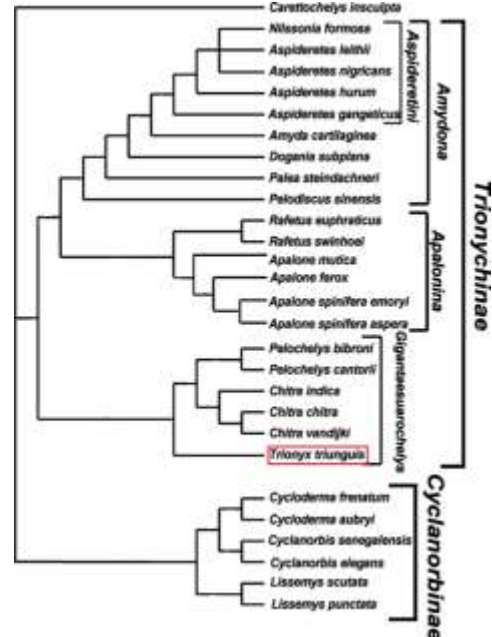 Carettochelys insculpta
Nilssonia formosa
Aspideretes leithii
Aspideretes nigricans
Aspideretes hurum
Aspideretes gangeticus
Amyda cartilaginea
Dogania subplana
Palea steindachneri
Pelodiscus sinensis
Rafetus euphraticus
Rafetus swinhoei
Apalone mutica
Apalone ferox
Apalone spinifera emoryi
Apalone spinifera aspera
Pelochelys bibroni
Pelochelys cantorii
Chitra indica
Chitra chitra
Chitra vandijki
Trionyx triunguis
Cycloderma frenatum
Cycloderma aubryi
Cyclanorbis senegalensis
Cyclanorbis elegans
Lissemys scutata
Lissemys punctata
Aspideretini
Amydona
Apalonina
Gigantaesuarochelys
Trionychinae
Cyclanorbinae